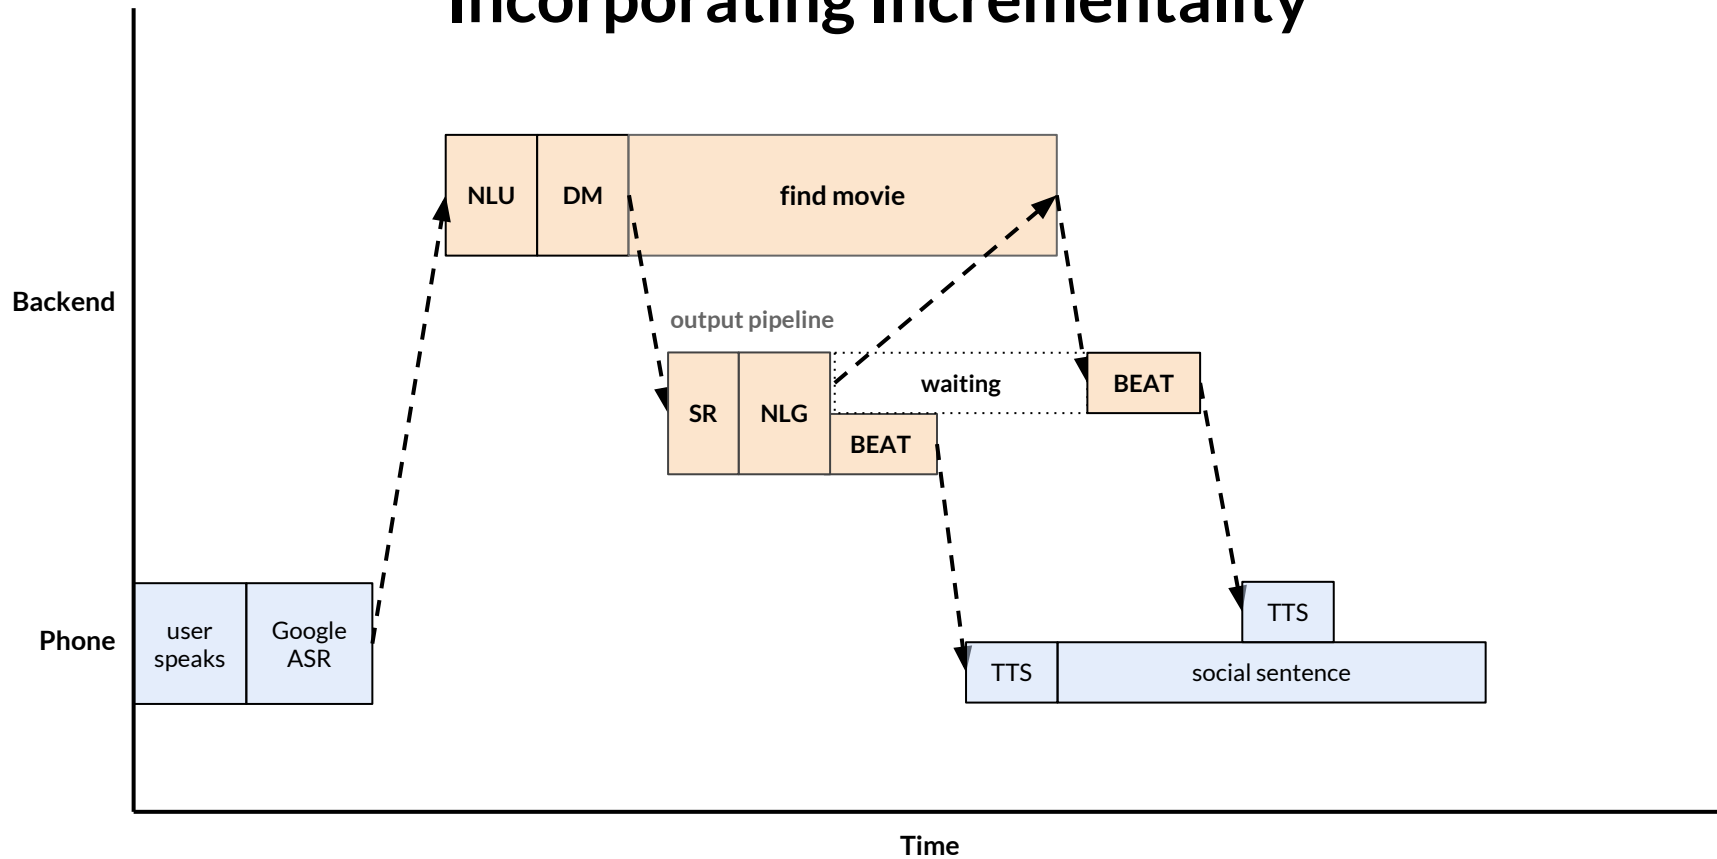 Incorporating Incrementality
NLU
DM
find movie
Backend
output pipeline
SR
NLG
waiting
BEAT
BEAT
Phone
user
speaks
Google
ASR
TTS
TTS
social sentence
Time